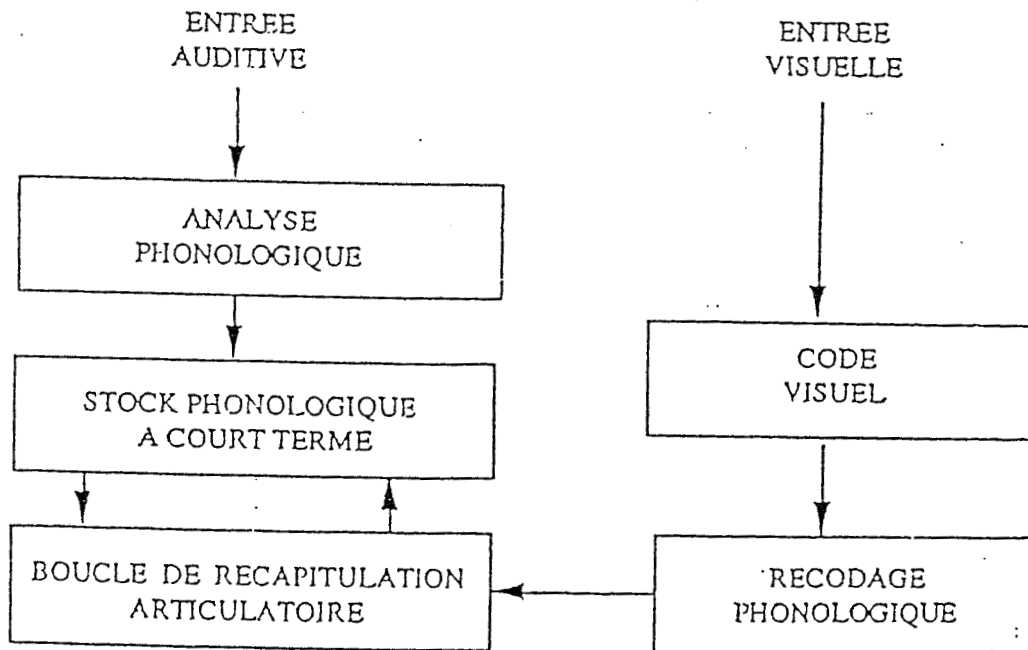 ENTREE
AUDITIVE
ENTREE
VISUELLE
ANALYSE
PHONOLOGIQUE
CODE
VISUEL
STOCK PHONOLOGIQUE
A COURT TERME
BOUCLE DE RECAPITULATION
ARTICULATOIRE
RECODAGE
PHONOLOGIQUE